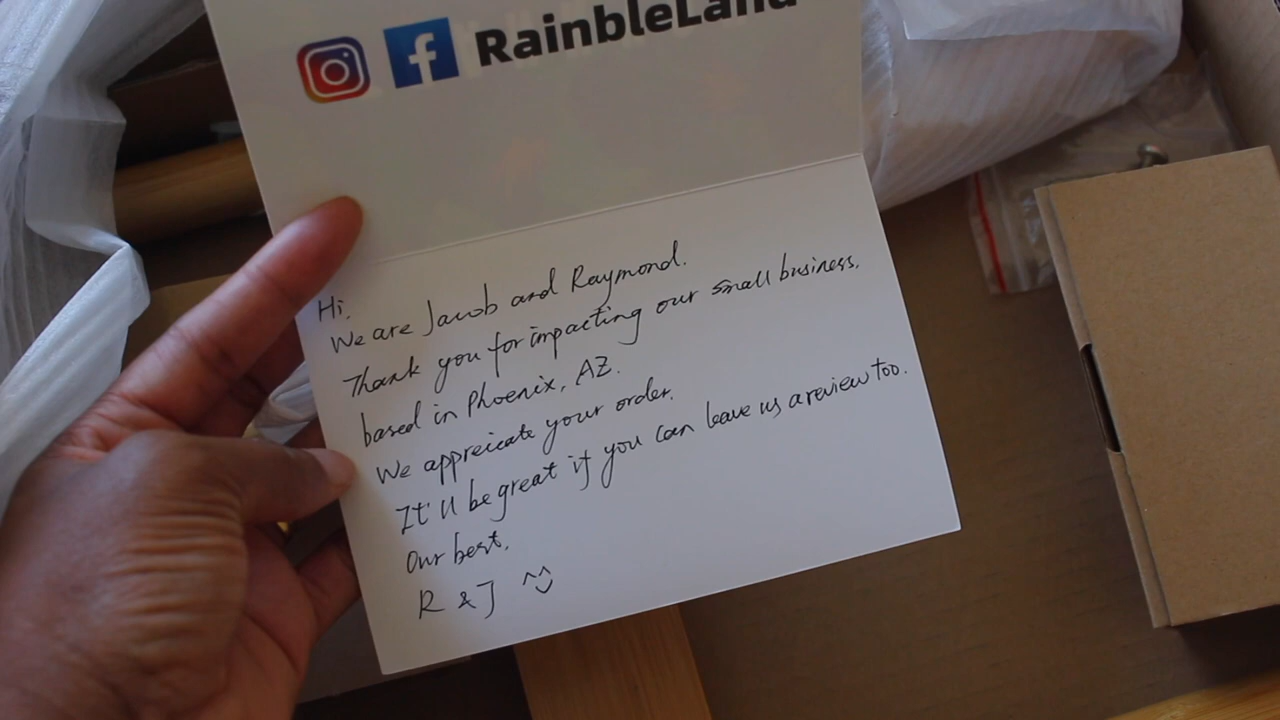 RainbleLand
Hi,
We are Jacob and Raymond.
Thank you for impacting our small business,
based in Phoenix, AZ.
We appreicate your order.
It'll be great if you can leave us a review too.
Our best,
R & J ^^